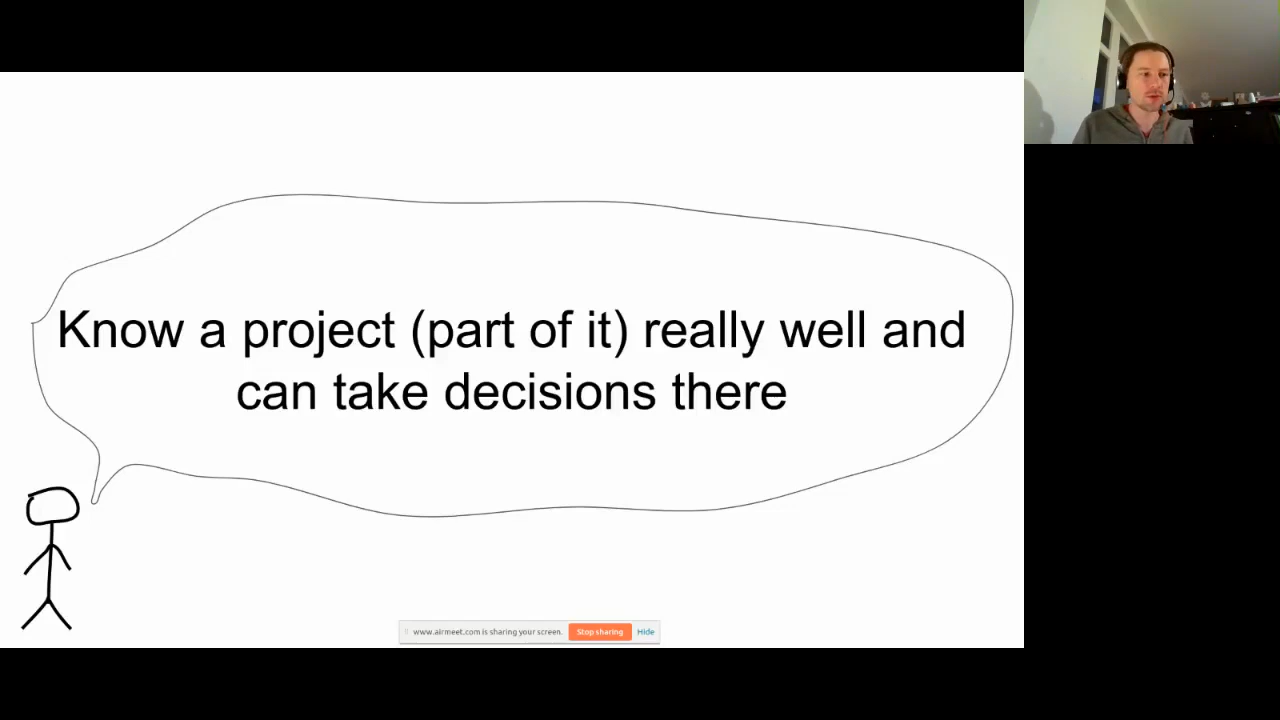 Know a project (part of it) really well and
can take decisions there
www.airmeet.com is sharing your screen. Stop sharing Hide